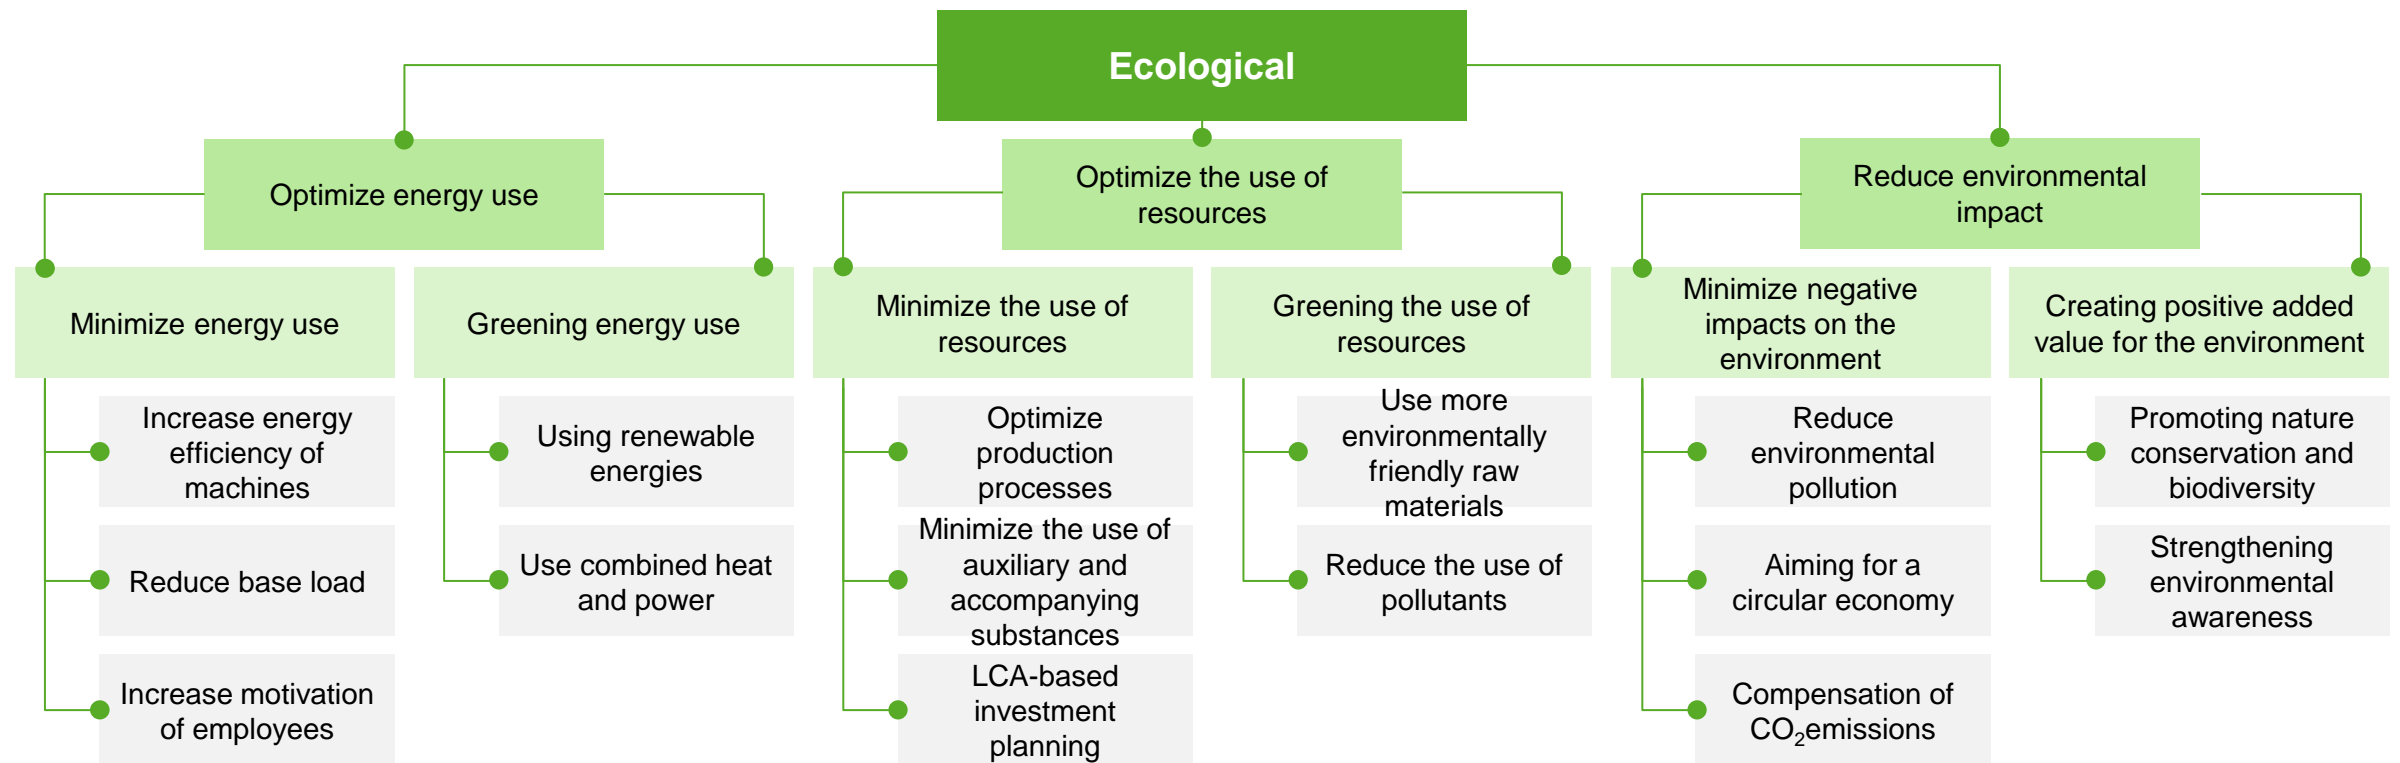 Ecological
Optimize energy use
Optimize the use of
resources
Reduce environmental
impact
Minimize energy use
Greening energy use
Minimize the use of
resources
Greening the use of
resources
Minimize negative
impacts on the
environment
Creating positive added
value for the environment
Increase energy
efficiency of
machines
Reduce base load
Increase motivation
of employees
Using renewable
energies
Use combined heat
and power
Optimize
production
processes
Minimize the use of
auxiliary and
accompanying
substances
LCA-based
investment
planning
Use more
environmentally
friendly raw
materials
Reduce the use of
pollutants
Reduce
environmental
pollution
Aiming for a
circular economy
Compensation of
CO₂emissions
Promoting nature
conservation and
biodiversity
Strengthening
environmental
awareness